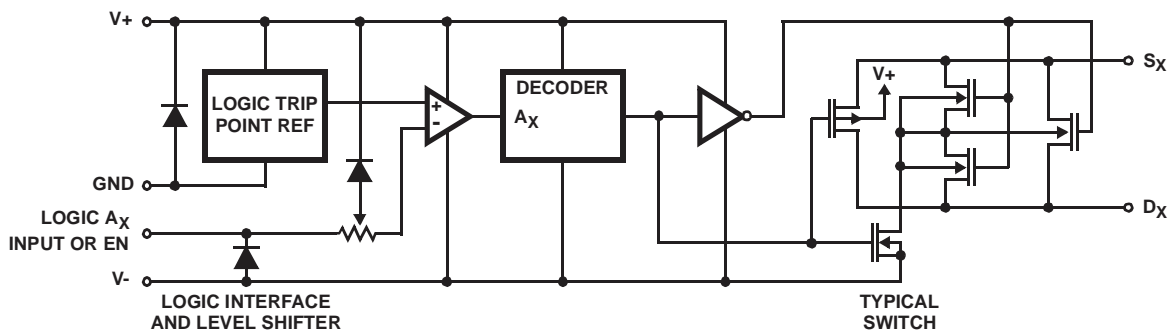 V+
LOGIC TRIP
POINT REF
+
-
DECODER
AX
V+
SX
GND
LOGIC AX
INPUT OR EN
DX
V-
LOGIC INTERFACE
AND LEVEL SHIFTER
TYPICAL
SWITCH